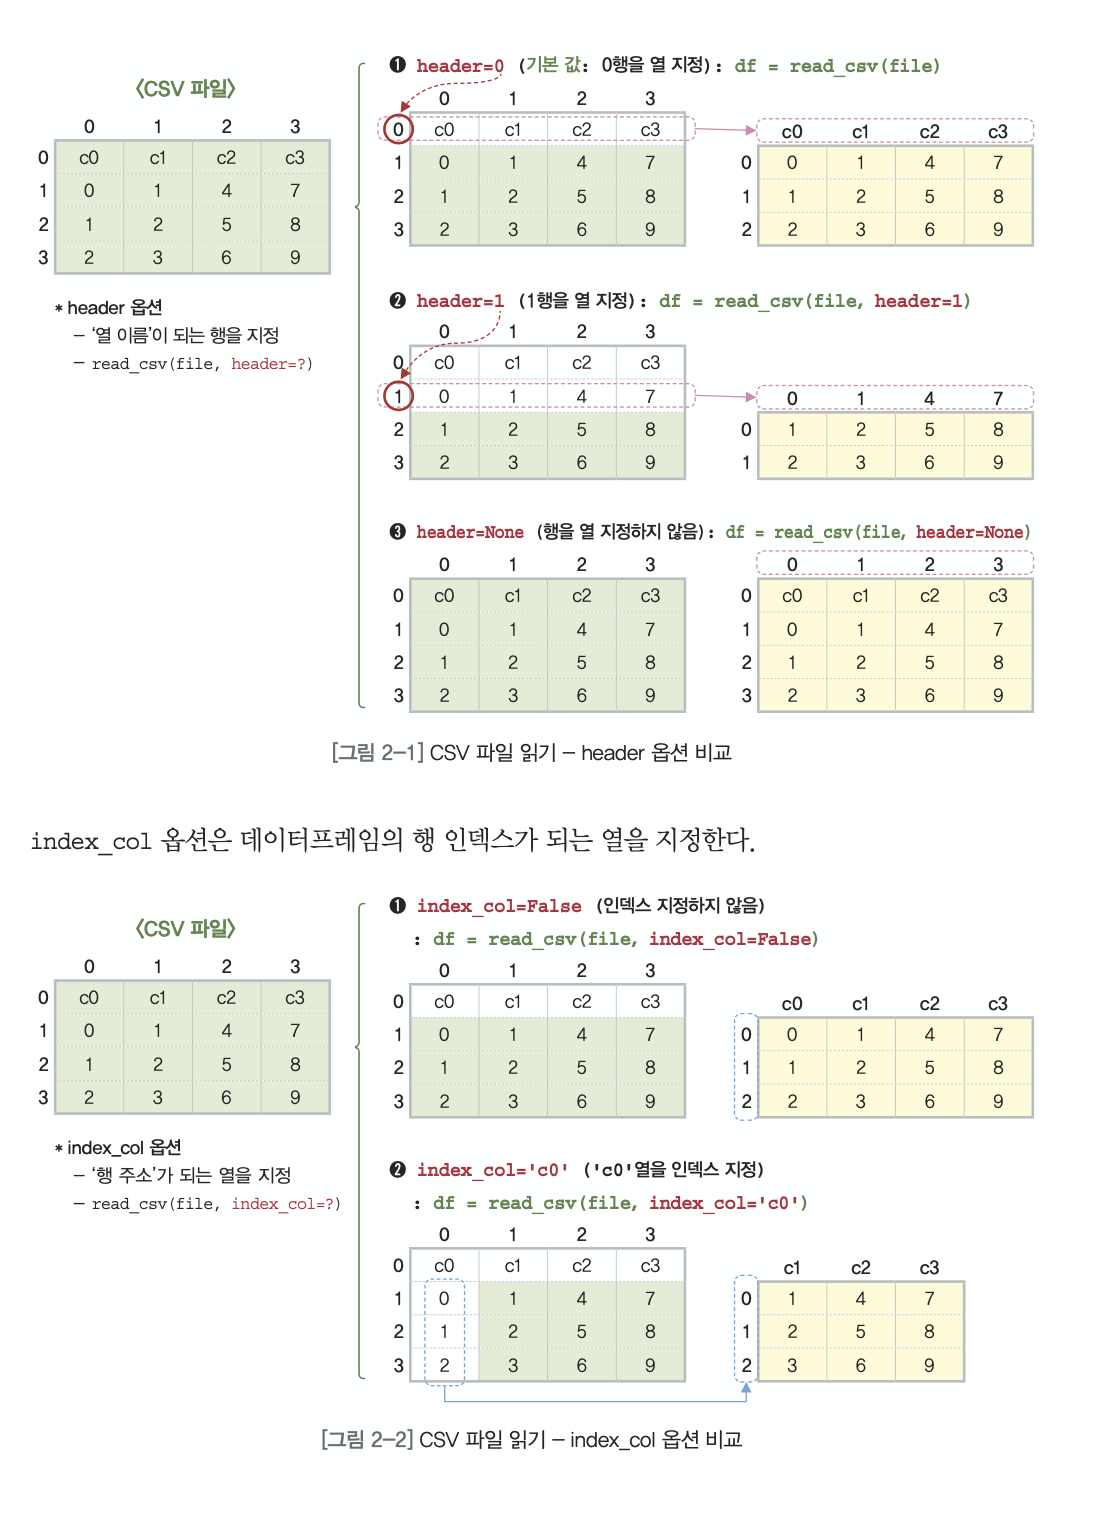 〈CSV 파일〉
0 1 2 3
0 c0 c1 c2 c3
1 0 1 4 7
2 1 2 5 8
3 2 3 6 9
* header 옵션
– ‘열 이름’이 되는 행을 지정
– read_csv(file, header=?)
❶ header=0 (기본 값: 0행을 열 지정) : df = read_csv(file)
0 1 2 3
0 c0 c1 c2 c3
1 0 1 4 7
2 1 2 5 8
3 2 3 6 9
c0 c1 c2 c3
0 0 1 4 7
1 1 2 5 8
2 2 3 6 9
❷ header=1 (1행을 열 지정) : df = read_csv(file, header=1)
0 1 2 3
0 c0 c1 c2 c3
1 0 1 4 7
2 1 2 5 8
3 2 3 6 9
0 1 4 7
0 1 2 5 8
1 2 3 6 9
❸ header=None (행을 열 지정하지 않음) : df = read_csv(file, header=None)
0 1 2 3
0 c0 c1 c2 c3
1 0 1 4 7
2 1 2 5 8
3 2 3 6 9
0 1 2 3
0 c0 c1 c2 c3
1 0 1 4 7
2 1 2 5 8
3 2 3 6 9
[그림 2–1] CSV 파일 읽기 – header 옵션 비교
index_col 옵션은 데이터프레임의 행 인덱스가 되는 열을 지정한다.
〈CSV 파일〉
0 1 2 3
0 c0 c1 c2 c3
1 0 1 4 7
2 1 2 5 8
3 2 3 6 9
* index_col 옵션
– ‘행 주소’가 되는 열을 지정
– read_csv(file, index_col=?)
❶ index_col=False (인덱스 지정하지 않음)
: df = read_csv(file, index_col=False)
0 1 2 3
0 c0 c1 c2 c3
1 0 1 4 7
2 1 2 5 8
3 2 3 6 9
c0 c1 c2 c3
0 0 1 4 7
1 1 2 5 8
2 2 3 6 9
❷ index_col='c0' ('c0'열을 인덱스 지정)
: df = read_csv(file, index_col='c0')
0 1 2 3
0 c0 c1 c2 c3
1 0 1 4 7
2 1 2 5 8
3 2 3 6 9
c1 c2 c3
0 1 4 7
1 2 5 8
2 3 6 9
[그림 2–2] CSV 파일 읽기 – index_col 옵션 비교